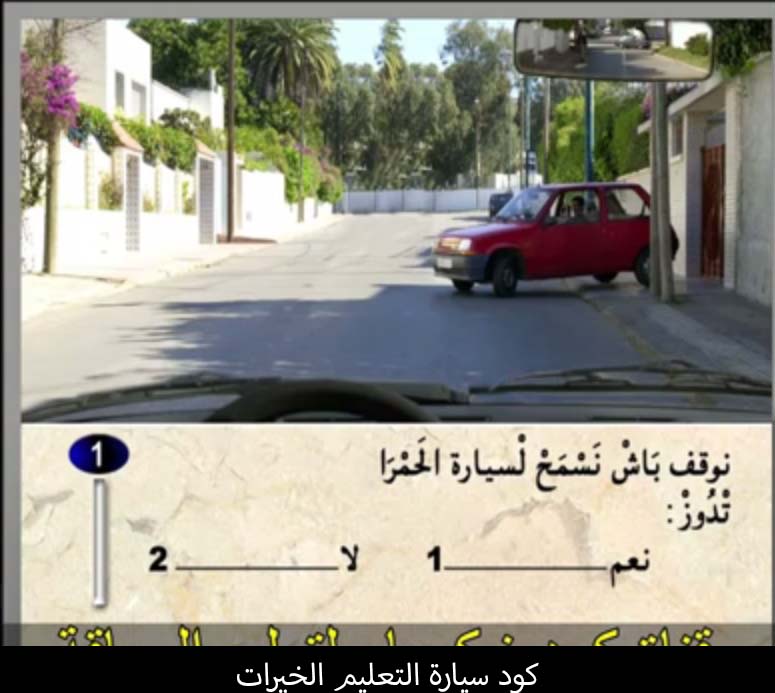 1
نوقف بَاشْ نَسْمَحْ لْسيارة الحَمْرَا
تْدُوزْ :
نعم 1 لا 2
كود سيارة التعليم الخيرات